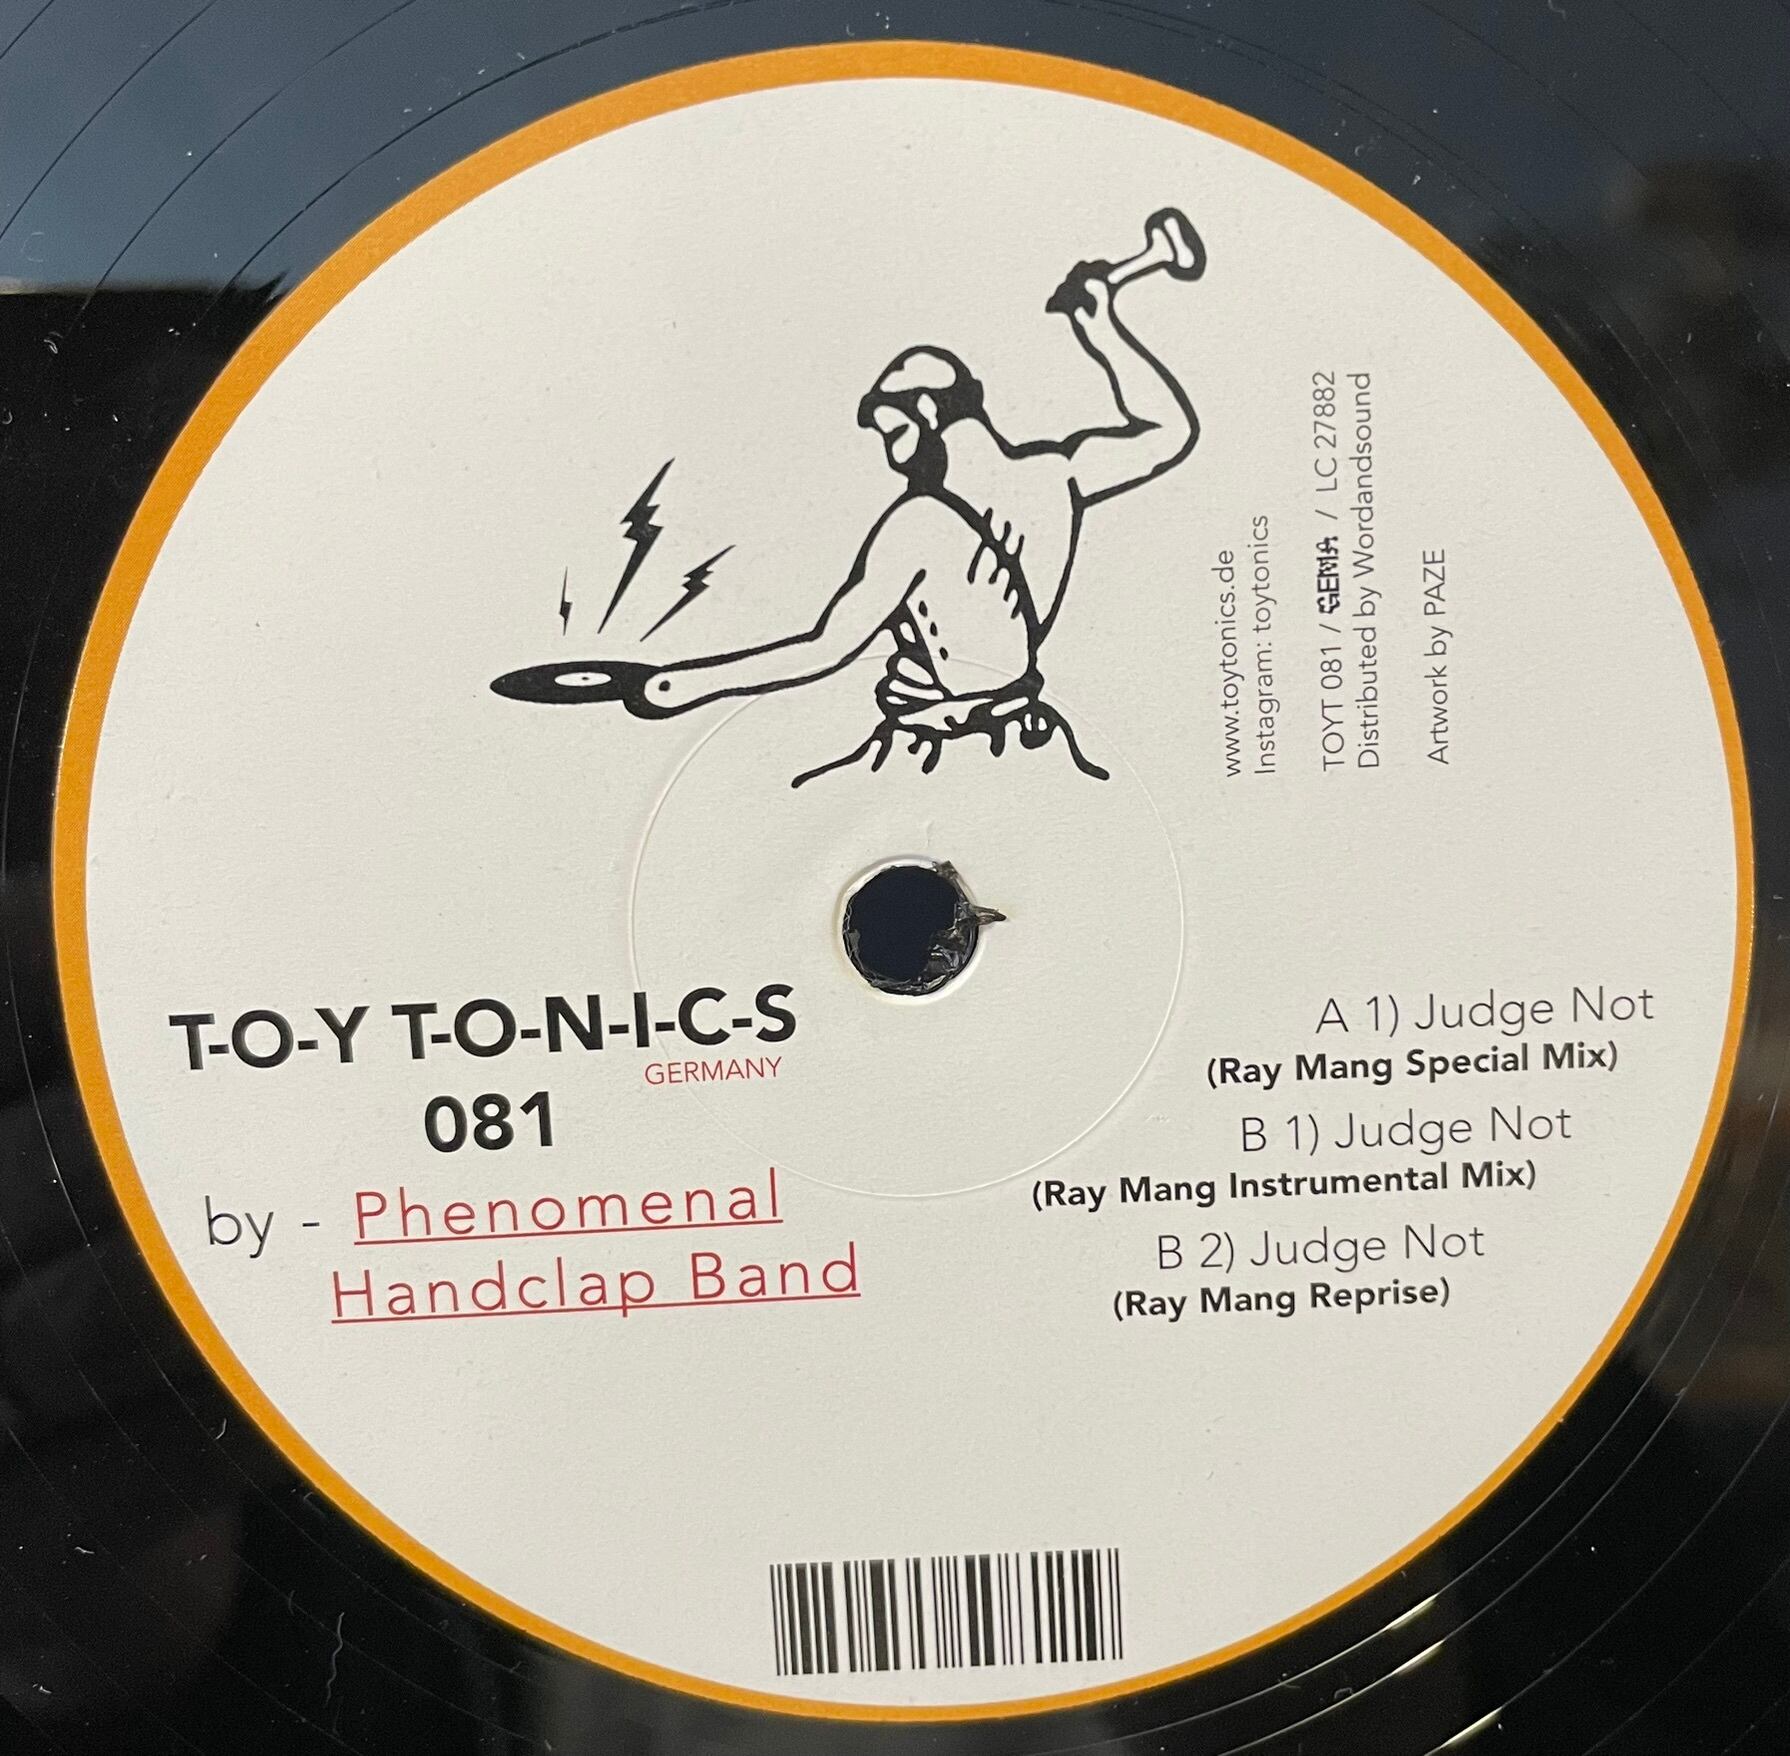 www.toytonics.de
Instagram: toytonics
TOYT 081 / GEMA / LC 27882
Distributed by Wordandsound
Artwork by PAZE
T-O-Y T-O-N-I-C-S
GERMANY
081
by - Phenomenal
Handclap Band
A 1) Judge Not
(Ray Mang Special Mix)
B 1) Judge Not
(Ray Mang Instrumental Mix)
B 2) Judge Not
(Ray Mang Reprise)